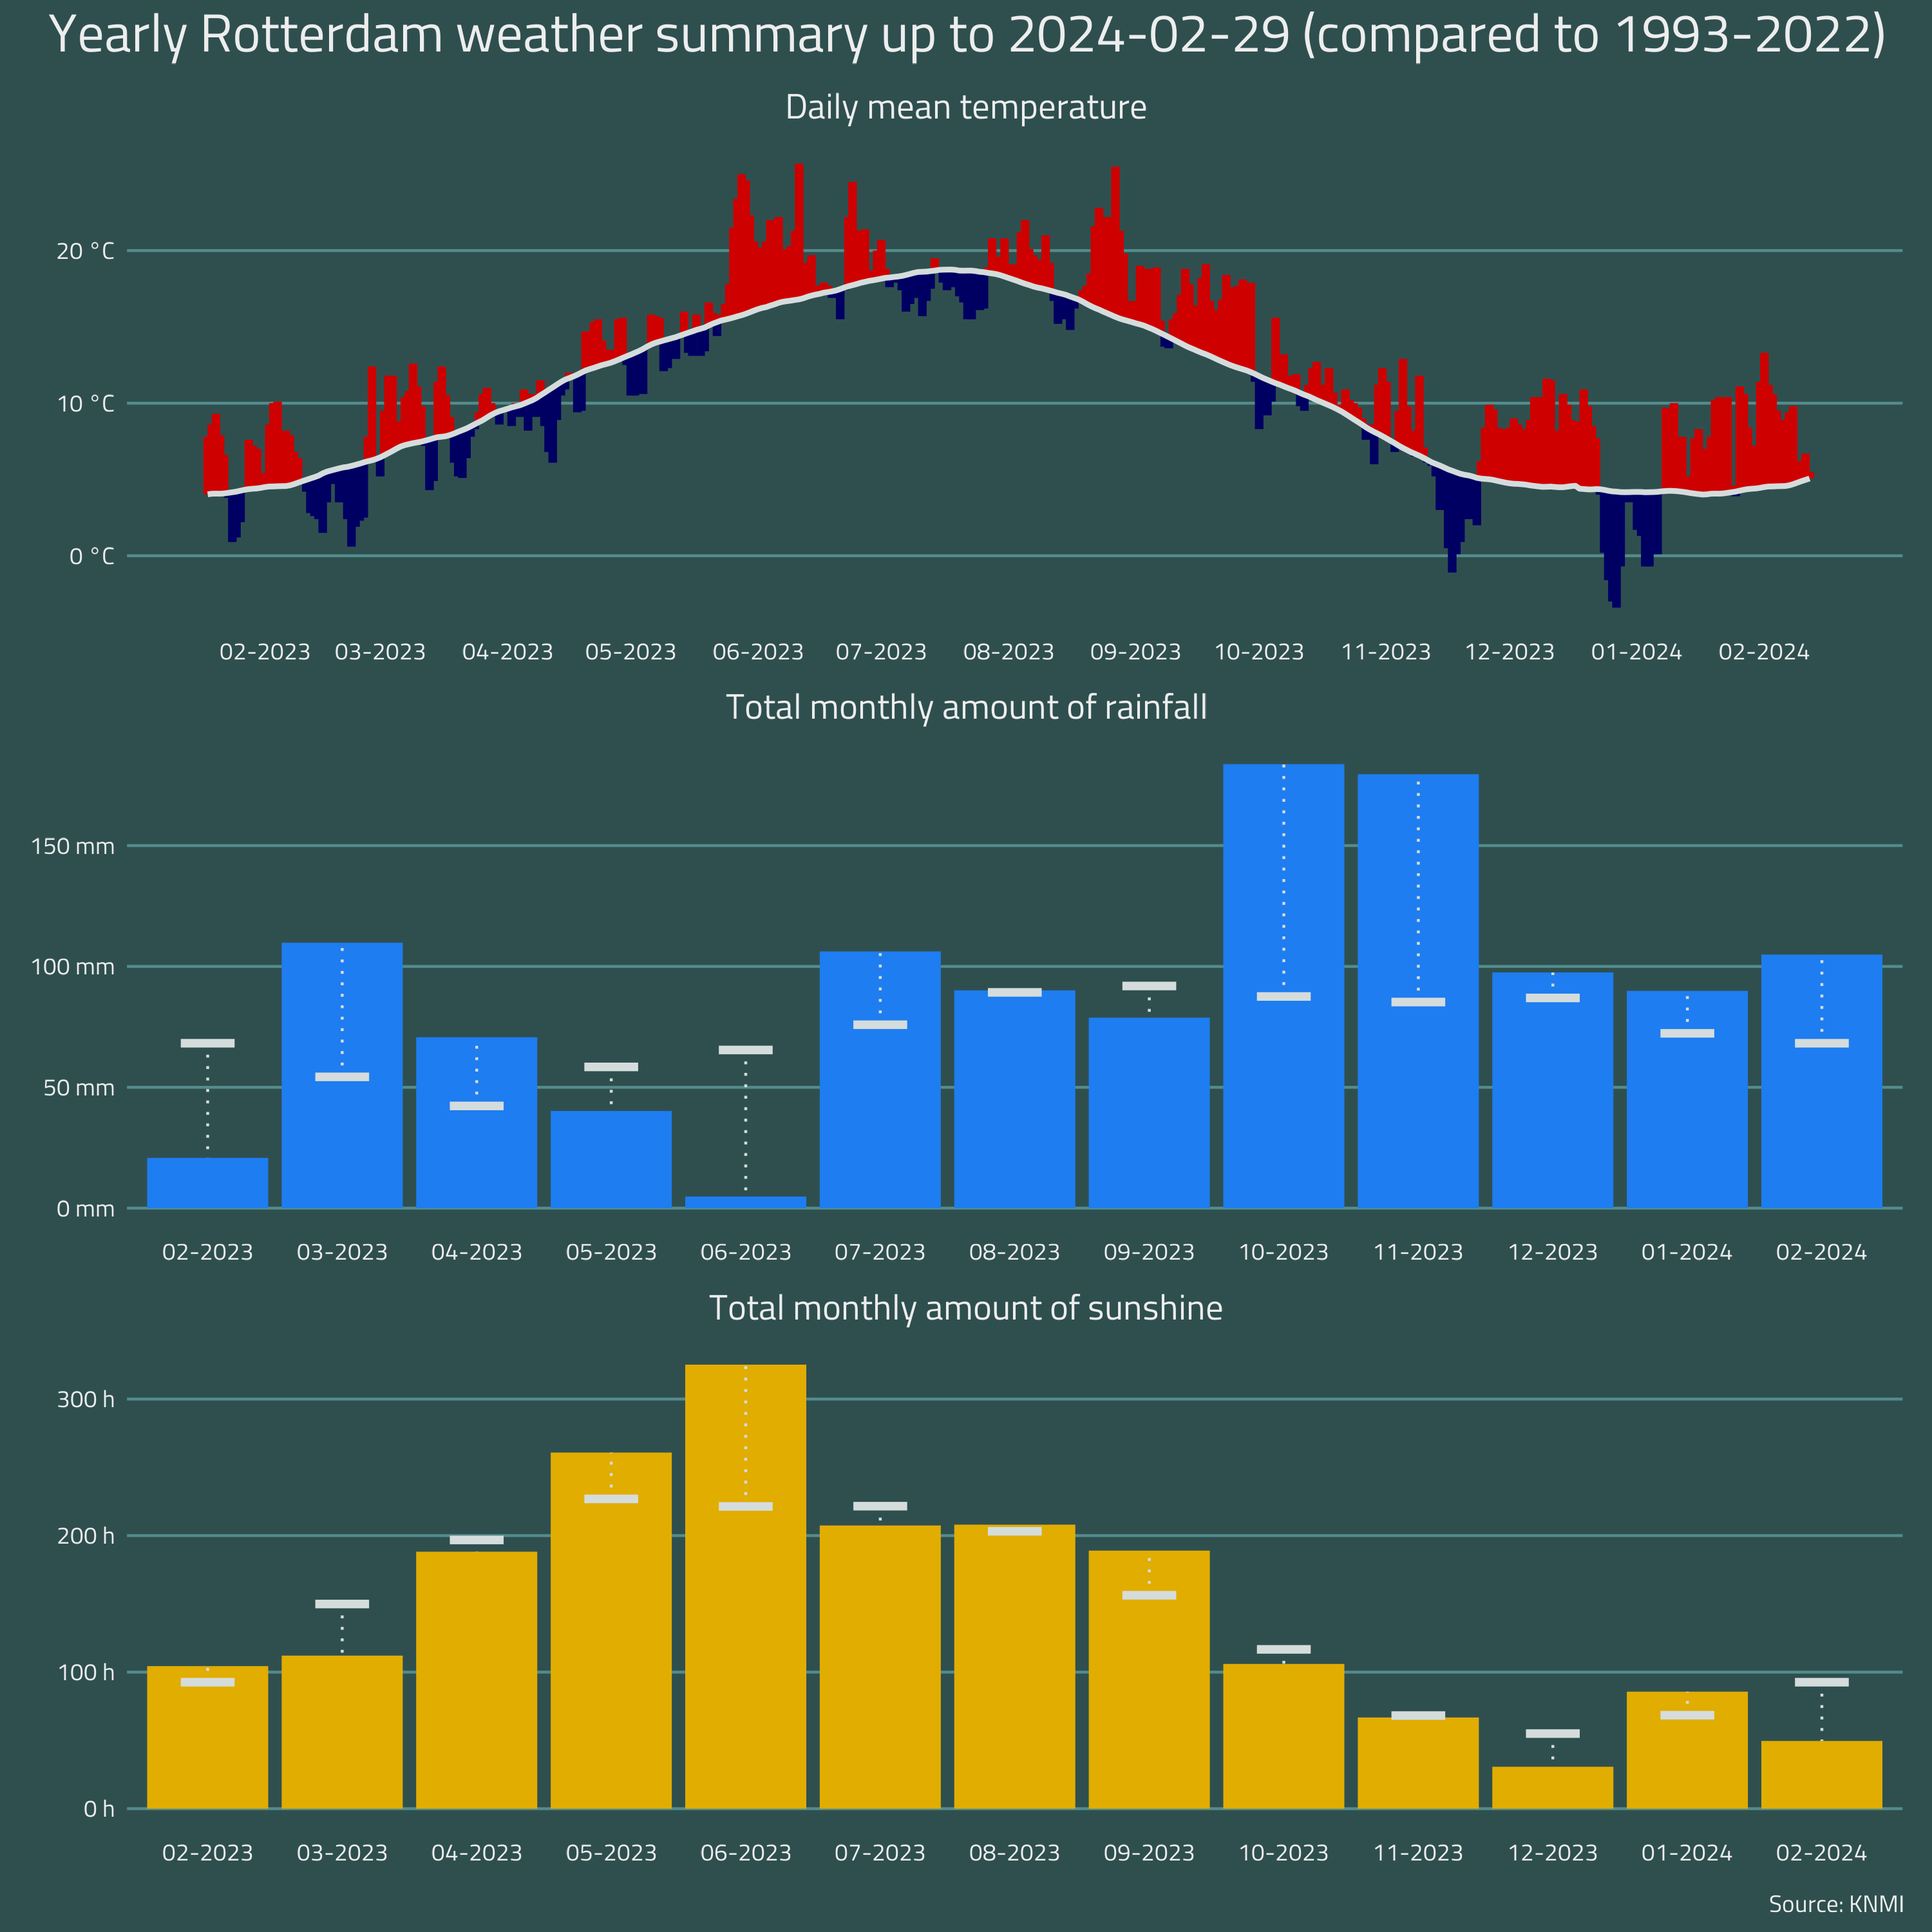 Yearly Rotterdam weather summary up to 2024-02-29 (compared to 1993-2022)
Daily mean temperature
20 °C
10 °C
0 °C
02-2023 03-2023 04-2023 05-2023 06-2023 07-2023 08-2023 09-2023 10-2023 11-2023 12-2023 01-2024 02-2024
Total monthly amount of rainfall
150 mm
100 mm
50 mm
0 mm
02-2023 03-2023 04-2023 05-2023 06-2023 07-2023 08-2023 09-2023 10-2023 11-2023 12-2023 01-2024 02-2024
Total monthly amount of sunshine
300 h
200 h
100 h
0 h
02-2023 03-2023 04-2023 05-2023 06-2023 07-2023 08-2023 09-2023 10-2023 11-2023 12-2023 01-2024 02-2024
Source: KNMI